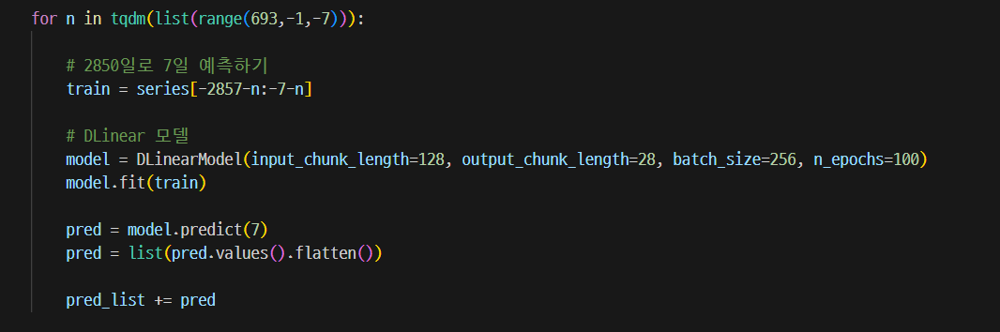 for n in tqdm(list(range(693,-1,-7))):
# 2850일로 7일 예측하기
train = series[-2857-n:-7-n]
# DLinear 모델
model = DLinearModel(input_chunk_length=128, output_chunk_length=28, batch_size=256, n_epochs=100)
model.fit(train)
pred = model.predict(7)
pred = list(pred.values().flatten())
pred_list += pred